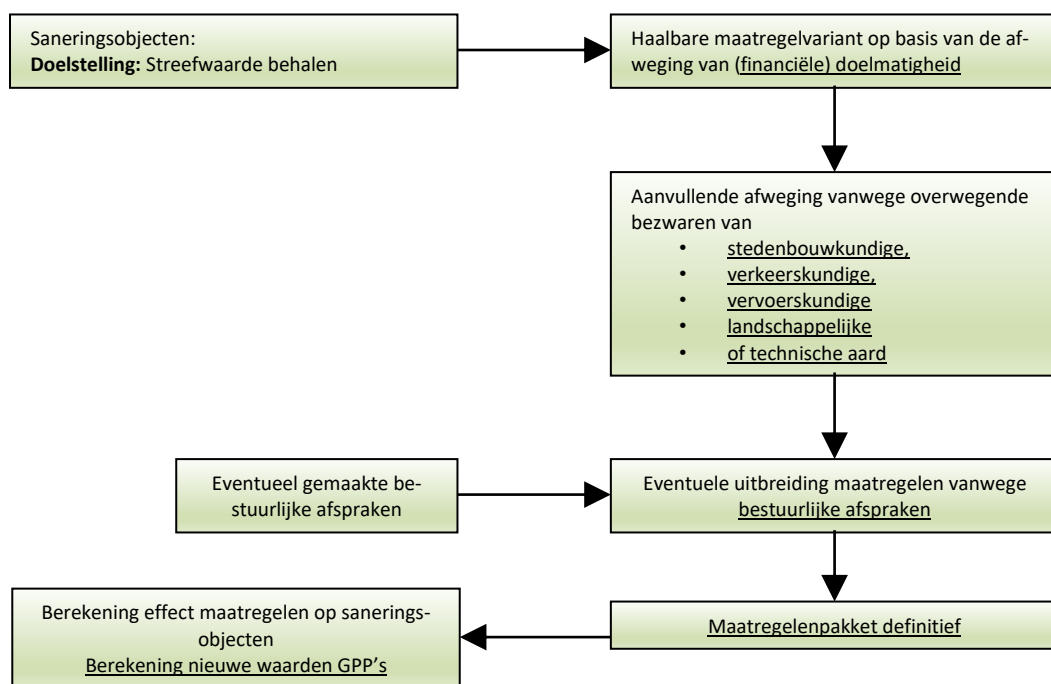 Saneringsobjecten:
Doelstelling: Streefwaarde behalen
Haalbare maatregelvariant op basis van de af-
weging van (financiële) doelmatigheid
Aanvullende afweging vanwege overwegende
bezwaren van
• stedenbouwkundige,
• verkeerskundige,
• vervoerskundige
• landschappelijke
• of technische aard
Eventueel gemaakte be-
stuurlijke afspraken
Eventuele uitbreiding maatregelen vanwege
bestuurlijke afspraken
Maatregelenpakket definitief
Berekening effect maatregelen op sanerings-
objecten
Berekening nieuwe waarden GPP's